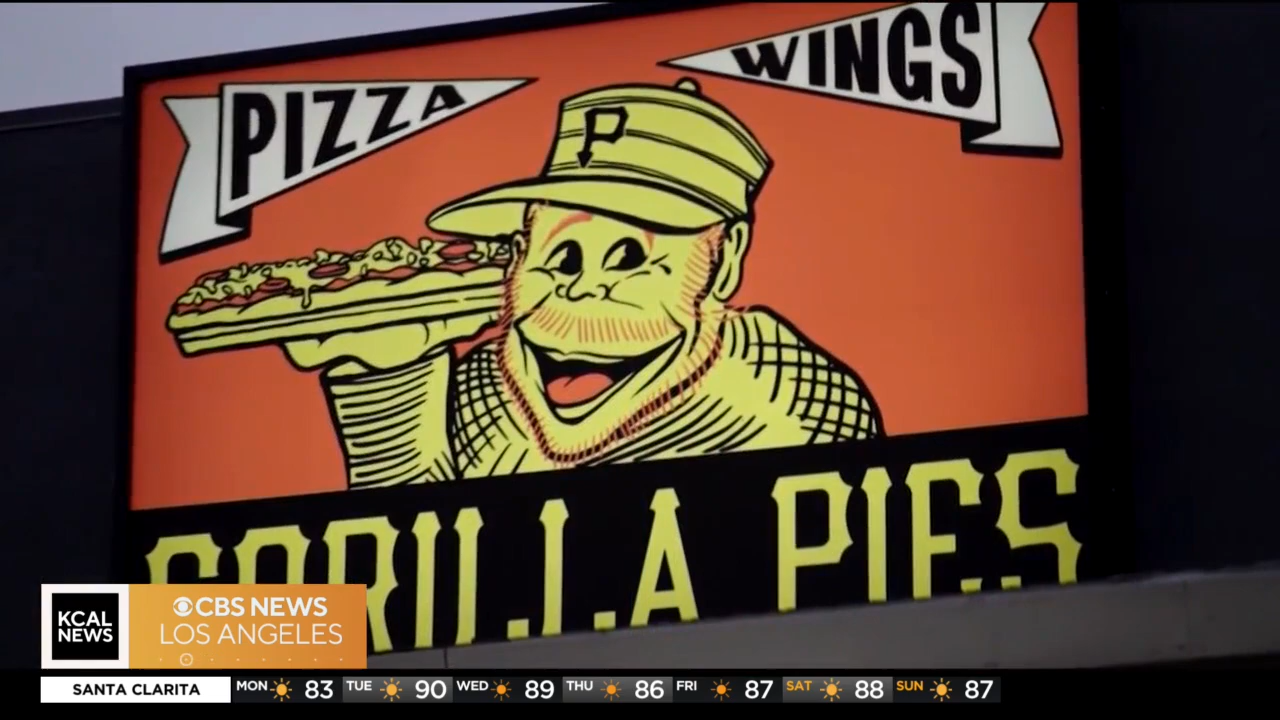 PIZZA
WINGS
P
GORILLA PIES
KCAL
NEWS
CBS NEWS
LOS ANGELES
SANTA CLARITA MON 83 TUE 90 WED 89 THU 86 FRI 87 SAT 88 SUN 87